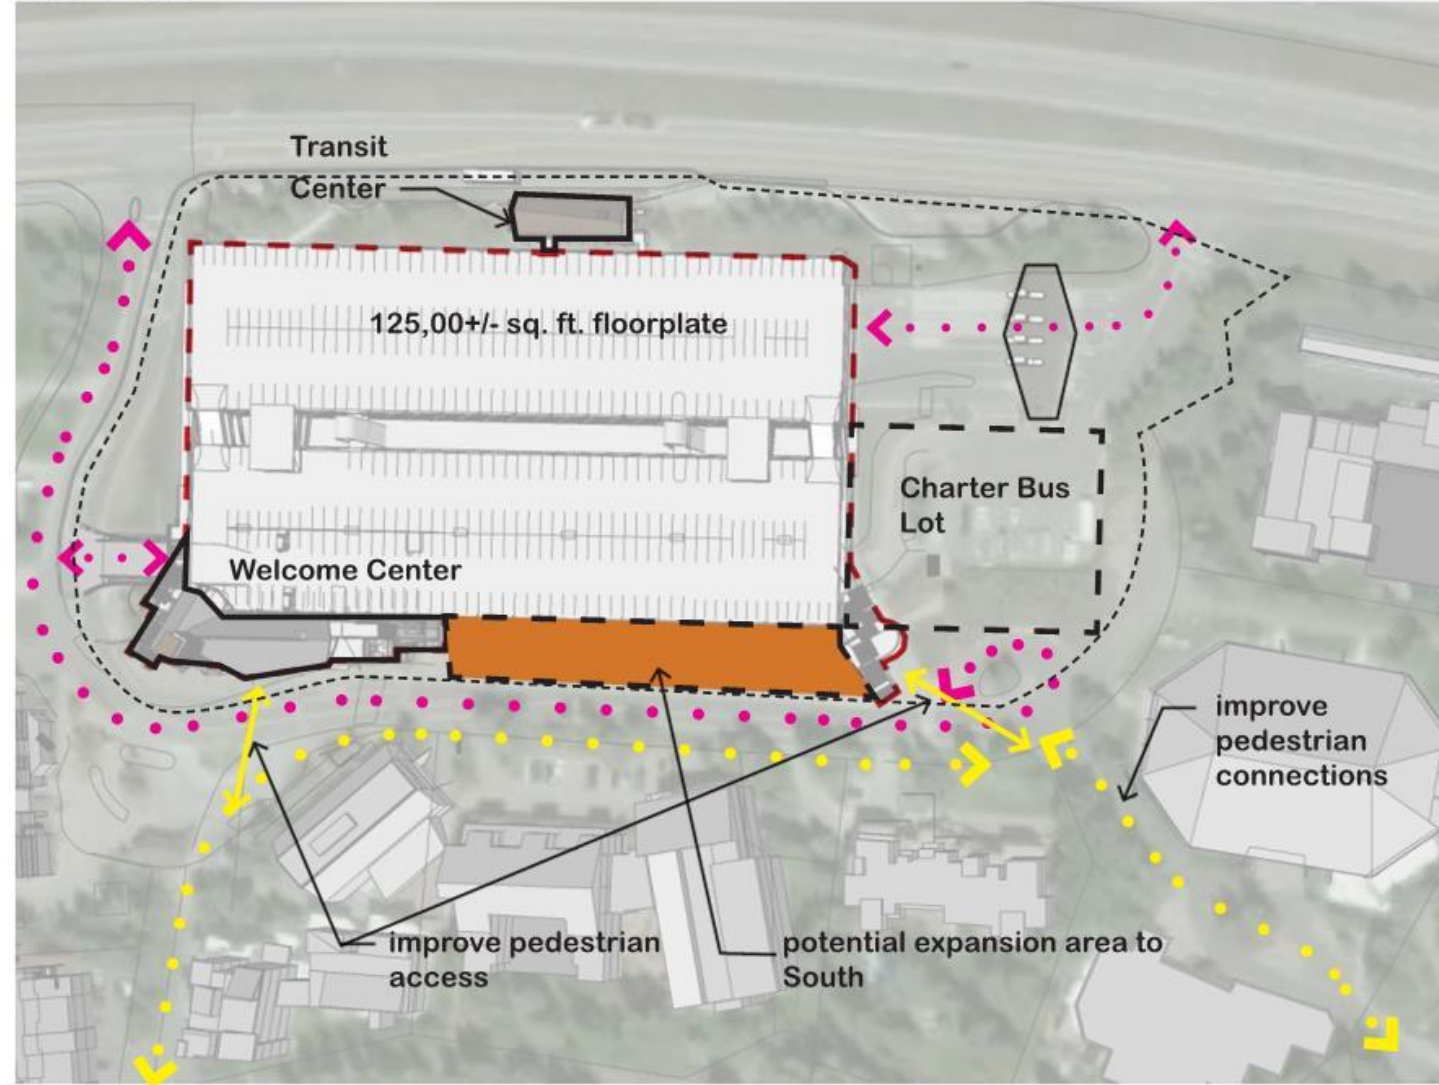 Transit
Center
125,00+/- sq. ft. floorplate
Charter Bus
Lot
Welcome Center
improve
pedestrian
connections
improve pedestrian
access
potential expansion area to
South